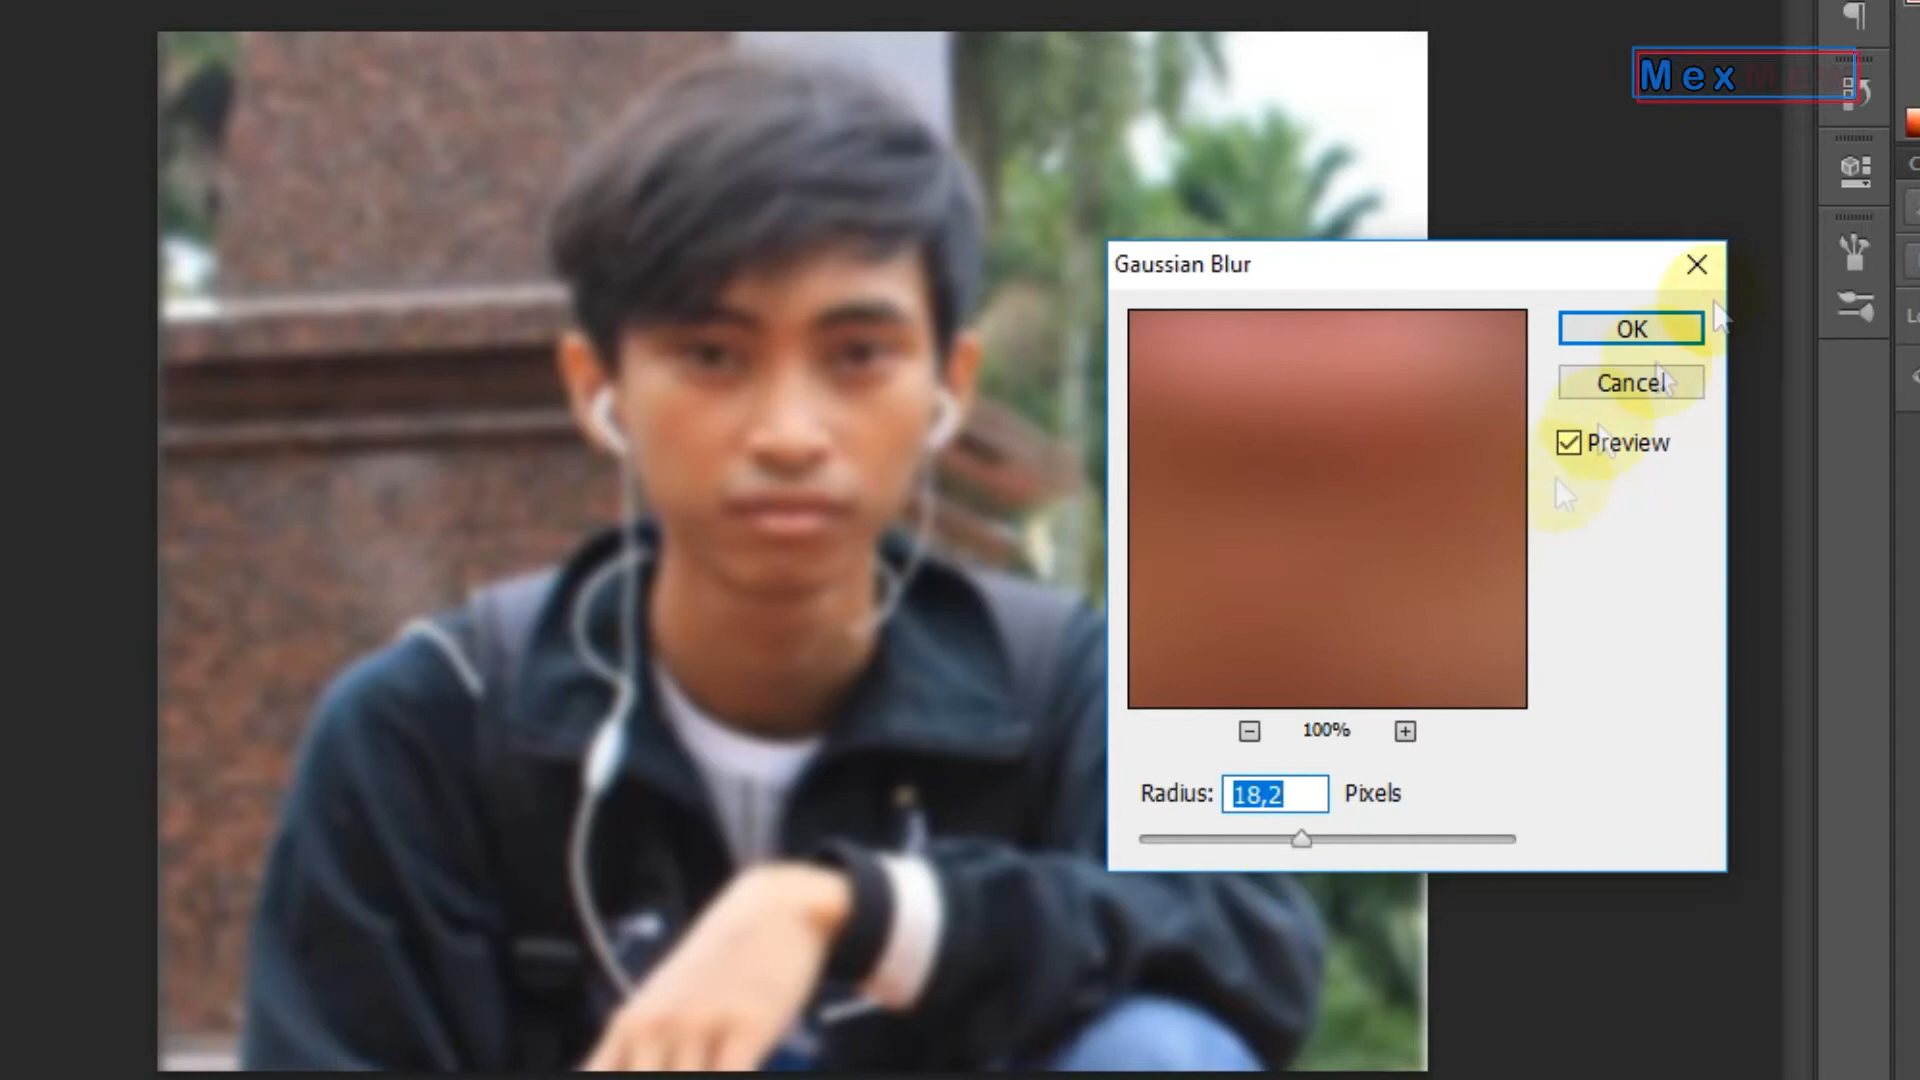 Mex
Gaussian Blur
OK
Cancel
Preview
100%
Radius: 18,2 Pixels